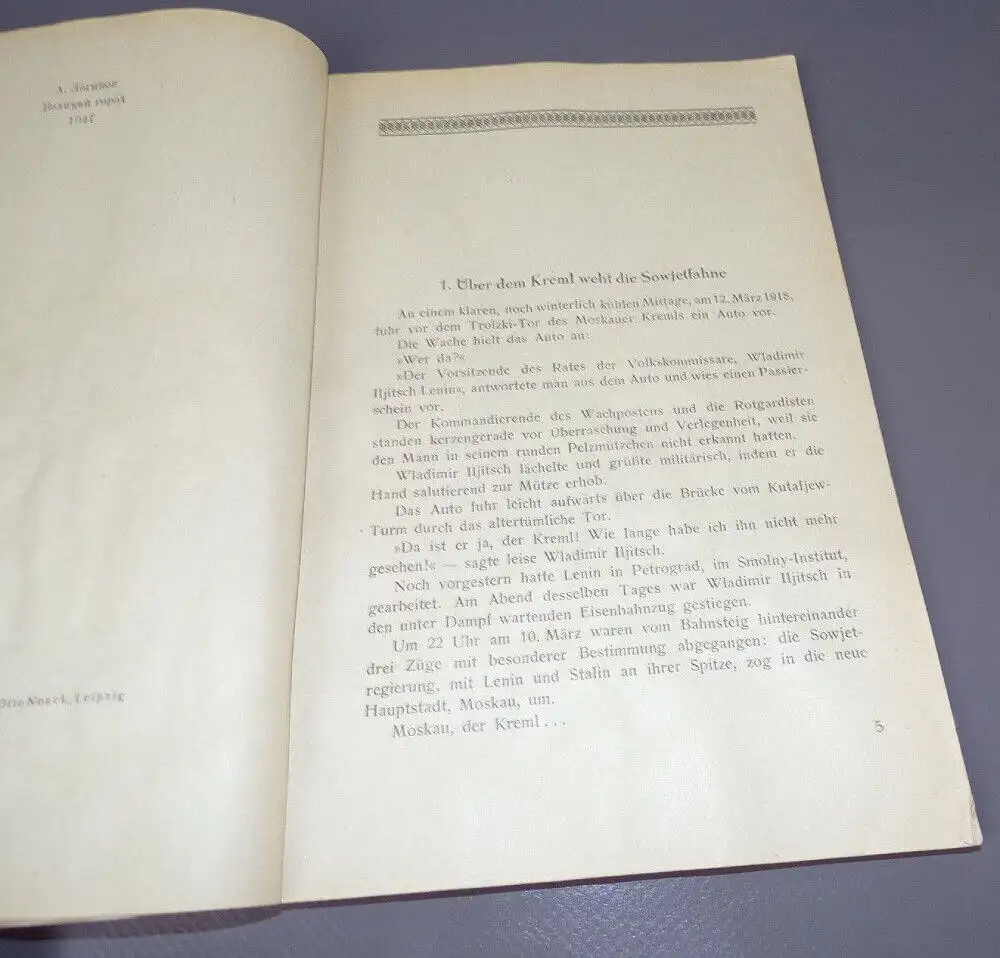 А. Логинов
Великий город
1947
Otto Noack, Leipzig
1. Über dem Kreml weht die Sowjetfahne
An einem klaren, noch winterlich kühlen Mittage, am 12. März 1918,
fuhr vor dem Troizki-Tor des Moskauer Kremls ein Auto vor.
Die Wache hielt das Auto an:
»Wer da?«
»Der Vorsitzende des Rates der Volkskommissare, Wladimir
Iljitsch Lenin«, antwortete man aus dem Auto und wies einen Passier-
schein vor.
Der Kommandierende des Wachpostens und die Rotgardisten
standen kerzengerade vor Überraschung und Verlegenheit, weil sie
den Mann in seinem runden Pelzmützchen nicht erkannt hatten.
Wladimir Iljitsch lächelte und grüßte militärisch, indem er die
Hand salutierend zur Mütze erhob.
Das Auto fuhr leicht aufwärts über die Brücke vom Kutafjew-
Turm durch das altertümliche Tor.
»Da ist er ja, der Kreml! Wie lange habe ich ihn nicht mehr
gesehen!« — sagte leise Wladimir Iljitsch.
Noch vorgestern hatte Lenin in Petrograd, im Smolny-Institut,
gearbeitet. Am Abend desselben Tages war Wladimir Iljitsch in
den unter Dampf wartenden Eisenbahnzug gestiegen.
Um 22 Uhr am 10. März waren vom Bahnsteig hintereinander
drei Züge mit besonderer Bestimmung abgegangen: die Sowjet-
regierung, mit Lenin und Stalin an ihrer Spitze, zog in die neue
Hauptstadt, Moskau, um.
Moskau, der Kreml . . .
5